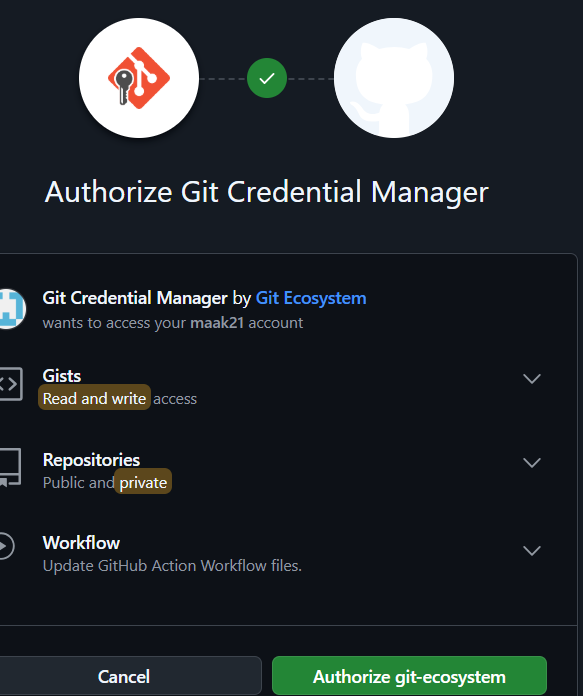 Authorize Git Credential Manager
Git Credential Manager by Git Ecosystem
wants to access your maak21 account
Gists
Read and write access
Repositories
Public and private
Workflow
Update GitHub Action Workflow files.
Cancel
Authorize git-ecosystem